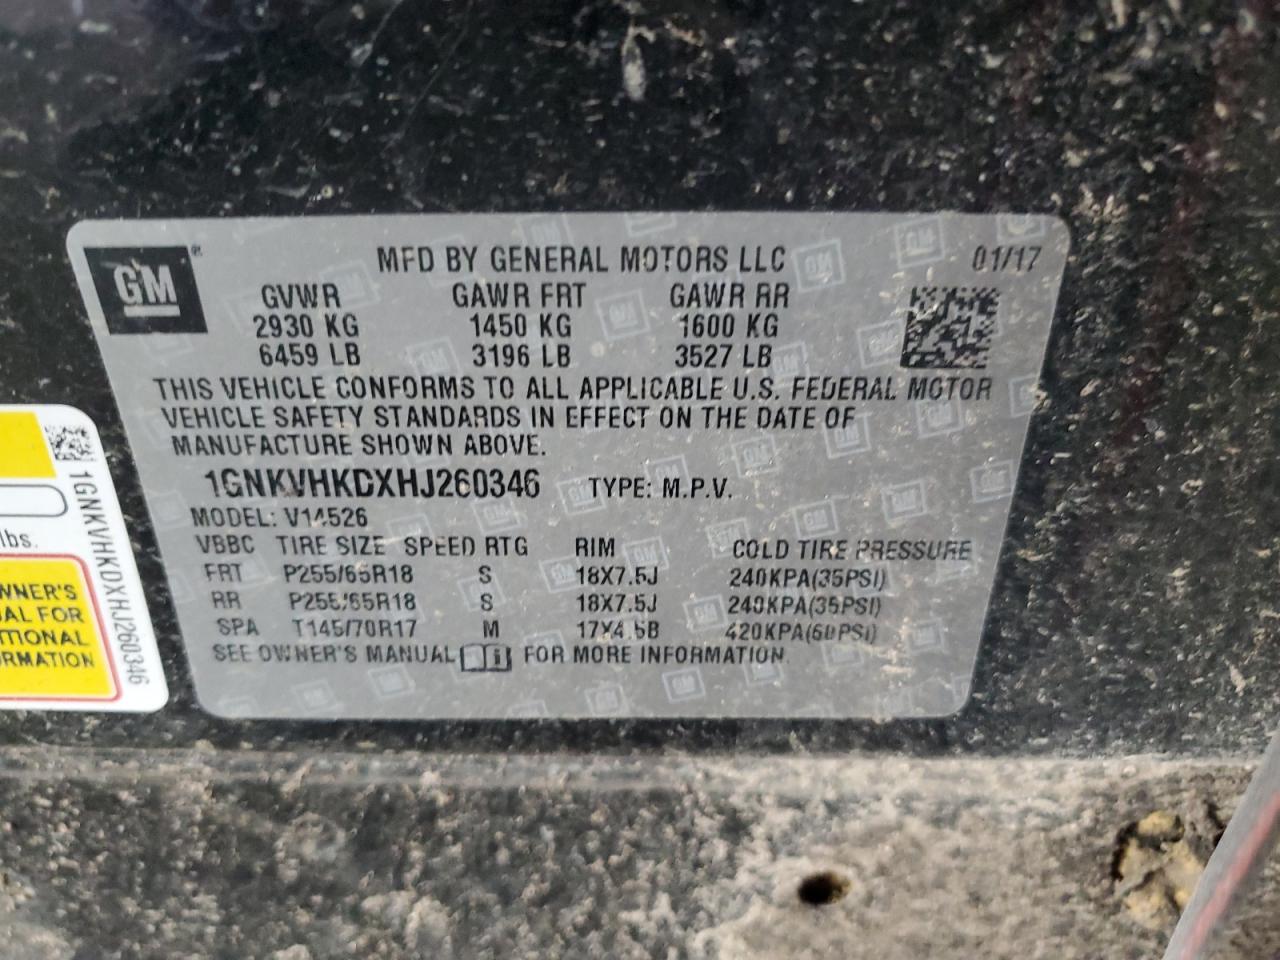 GM
MFD BY GENERAL MOTORS LLC 01/17
GVWR GAWR FRT GAWR RR
2930 KG 1450 KG 1600 KG
6459 LB 3196 LB 3527 LB
THIS VEHICLE CONFORMS TO ALL APPLICABLE U.S. FEDERAL MOTOR
VEHICLE SAFETY STANDARDS IN EFFECT ON THE DATE OF
MANUFACTURE SHOWN ABOVE.
1GNKVHKDXHJ260346 TYPE: M.P.V.
MODEL: V14526
VBBC TIRE SIZE SPEED RTG RIM COLD TIRE PRESSURE
FRT P255/65R18 S 18X7.5J 240KPA(35PSI)
RR P255/65R18 S 18X7.5J 240KPA(35PSI)
SPA T145/70R17 M 17X4.5B 420KPA(60PSI)
SEE OWNER'S MANUAL FOR MORE INFORMATION.
1GNKVHKDXHJ260346
lbs.
WNER'S
UAL FOR
ITIONAL
RMATION